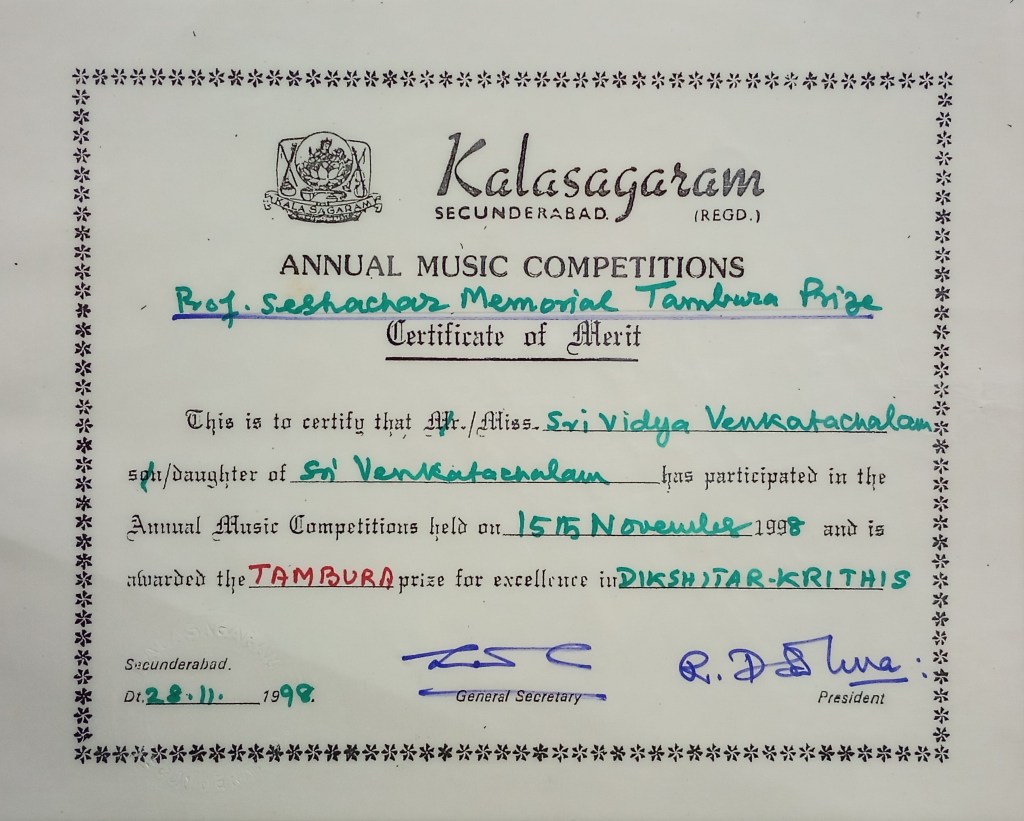 KALASAGARAM
Kalasagaram
SECUNDERABAD. (REGD.)
ANNUAL MUSIC COMPETITIONS
Prof. Seshachar Memorial Tambura Prize
Certificate of Merit
This is to certify that Mr./Miss. Sri Vidya Venkatachalam
son/daughter of Sri Venkatachalam has participated in the
Annual Music Competitions held on 15th November 1998 and is
awarded the TAMBURA prize for excellence in DIKSHITAR-KRITHIS
Secunderabad.
Dt. 28.11. 1998.
General Secretary
President